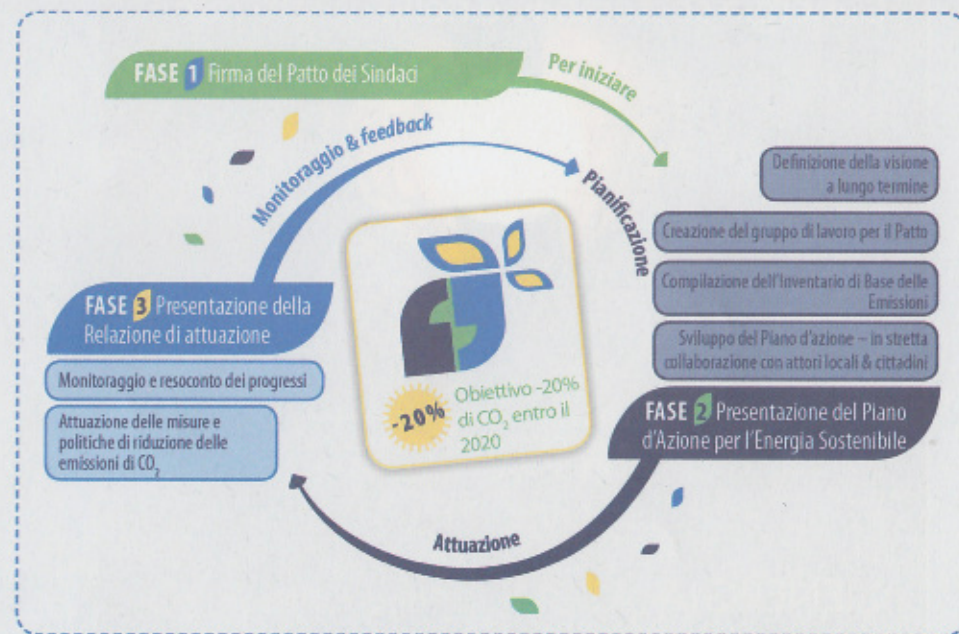 FASE 1 Firma del Patto dei Sindaci
Per iniziare
Monitoraggio & feedback
Pianificazione
Definizione della visione
a lungo termine
Creazione del gruppo di lavoro per il Patto
Compilazione dell'Inventario di Base delle
Emissioni
Sviluppo del Piano d'azione – in stretta
collaborazione con attori locali & cittadini
FASE 2 Presentazione del Piano
d'Azione per l'Energia Sostenibile
FASE 3 Presentazione della
Relazione di attuazione
Monitoraggio e resoconto dei progressi
Attuazione delle misure e
politiche di riduzione delle
emissioni di CO₂
-20%
Obiettivo -20%
di CO₂ entro il
2020
Attuazione